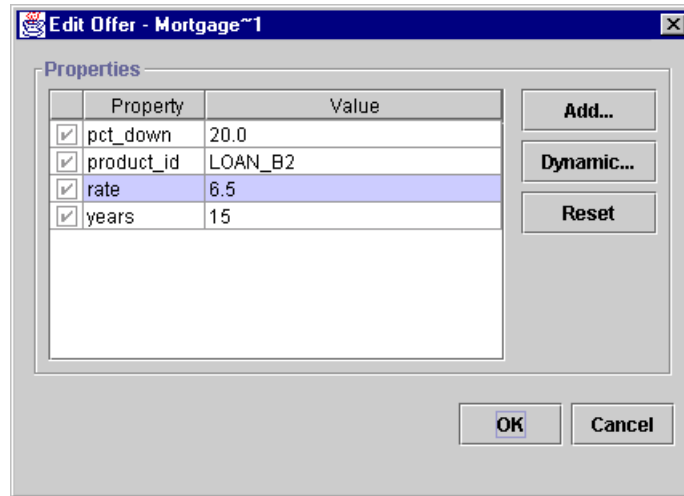 Edit Offer - Mortgage~1
Properties
Property Value
pct_down 20.0
product_id LOAN_B2
rate 6.5
years 15
Add...
Dynamic...
Reset
OK Cancel